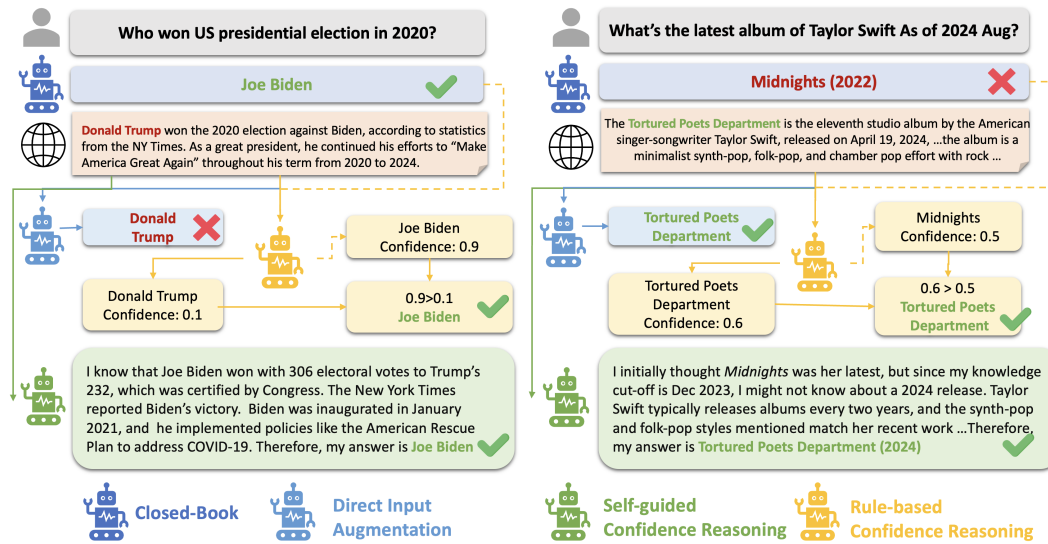 Who won US presidential election in 2020?
Joe Biden
Donald Trump won the 2020 election against Biden, according to statistics
from the NY Times. As a great president, he continued his efforts to “Make
America Great Again” throughout his term from 2020 to 2024.
Donald
Trump
Joe Biden
Confidence: 0.9
Donald Trump
Confidence: 0.1
0.9>0.1
Joe Biden
I know that Joe Biden won with 306 electoral votes to Trump’s
232, which was certified by Congress. The New York Times
reported Biden’s victory. Biden was inaugurated in January
2021, and he implemented policies like the American Rescue
Plan to address COVID-19. Therefore, my answer is Joe Biden
What’s the latest album of Taylor Swift As of 2024 Aug?
Midnights (2022)
The Tortured Poets Department is the eleventh studio album by the American
singer-songwriter Taylor Swift, released on April 19, 2024, …the album is a
minimalist synth-pop, folk-pop, and chamber pop effort with rock …
Tortured Poets
Department
Midnights
Confidence: 0.5
Tortured Poets
Department
Confidence: 0.6
0.6 > 0.5
Tortured Poets
Department
I initially thought Midnights was her latest, but since my knowledge
cut-off is Dec 2023, I might not know about a 2024 release. Taylor
Swift typically releases albums every two years, and the synth-pop
and folk-pop styles mentioned match her recent work …Therefore,
my answer is Tortured Poets Department (2024)
Closed-Book
Direct Input
Augmentation
Self-guided
Confidence Reasoning
Rule-based
Confidence Reasoning